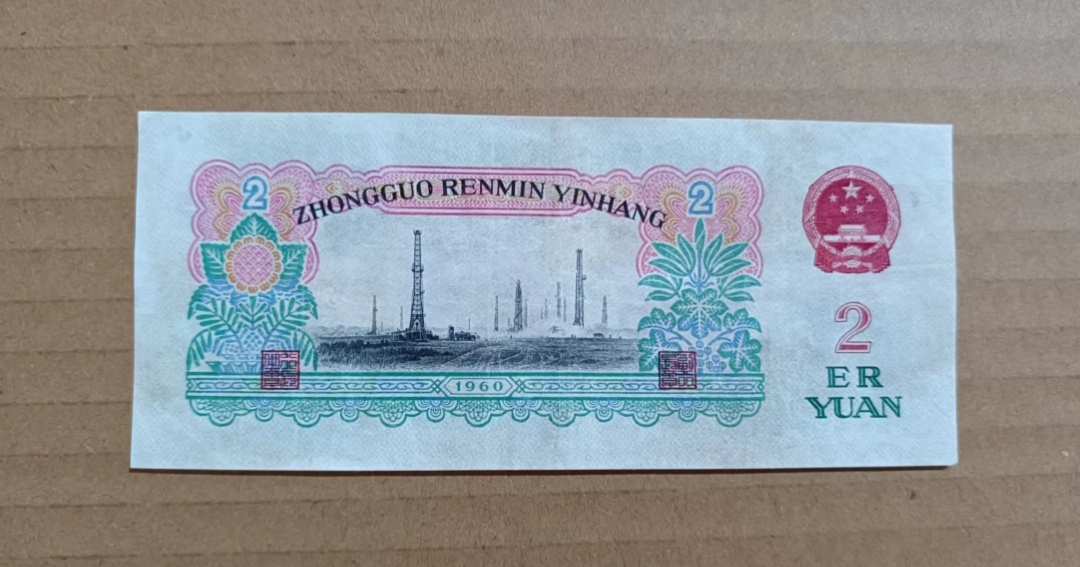 2
2
ZHONGGUO RENMIN YINHANG
1960
2
ER
YUAN